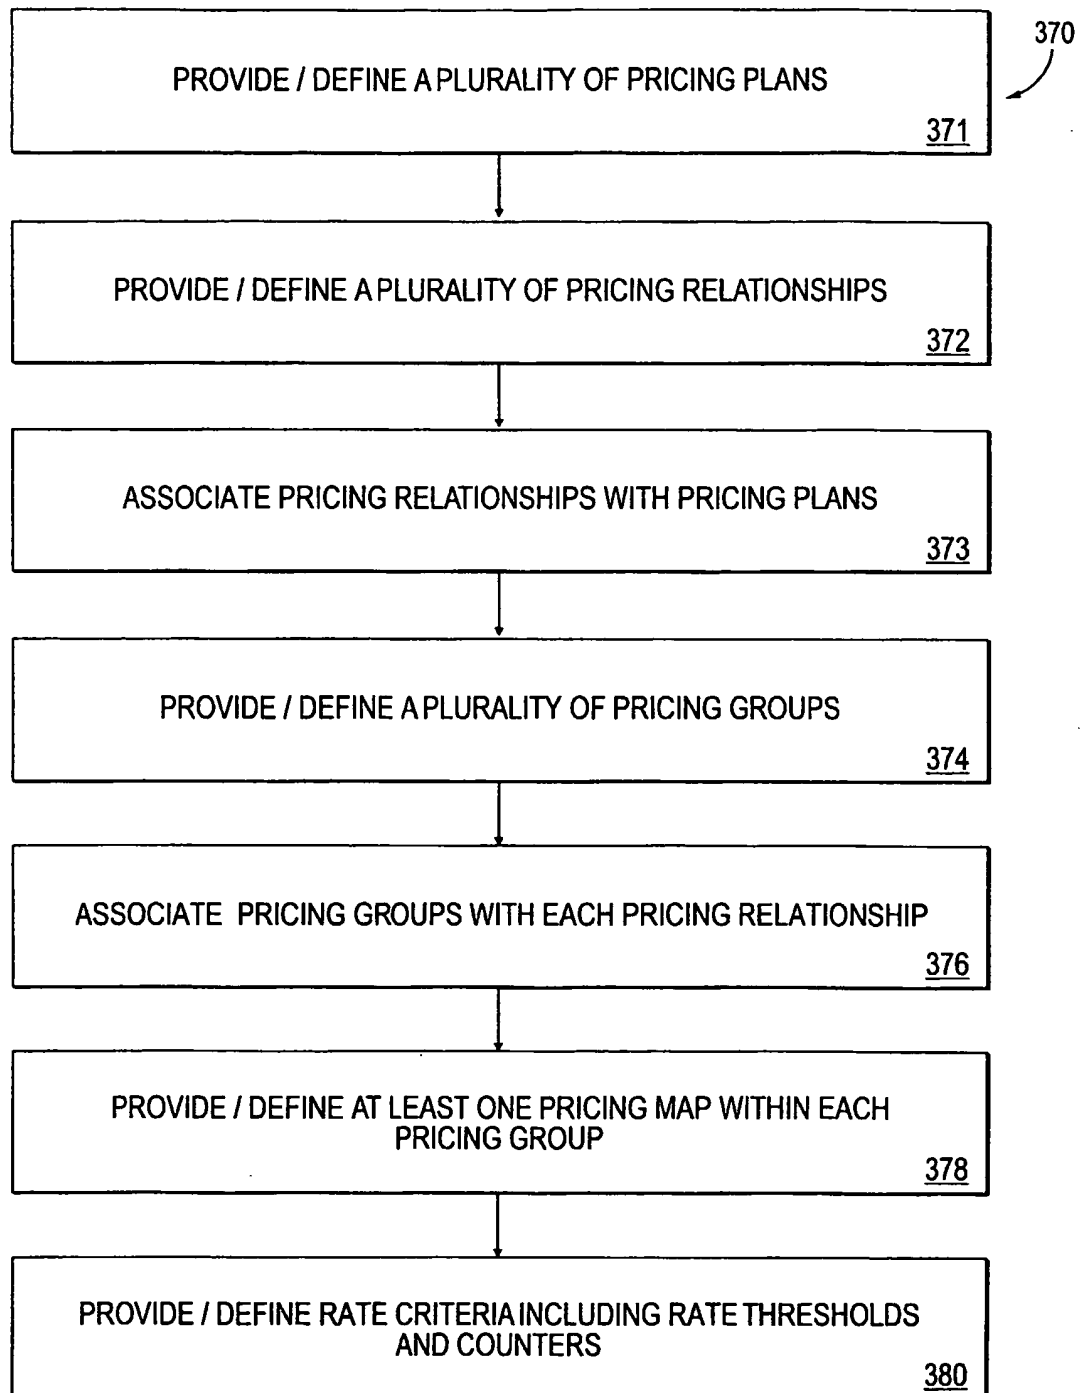 370
PROVIDE / DEFINE A PLURALITY OF PRICING PLANS
371
PROVIDE / DEFINE A PLURALITY OF PRICING RELATIONSHIPS
372
ASSOCIATE PRICING RELATIONSHIPS WITH PRICING PLANS
373
PROVIDE / DEFINE A PLURALITY OF PRICING GROUPS
374
ASSOCIATE PRICING GROUPS WITH EACH PRICING RELATIONSHIP
376
PROVIDE / DEFINE AT LEAST ONE PRICING MAP WITHIN EACH
PRICING GROUP
378
PROVIDE / DEFINE RATE CRITERIA INCLUDING RATE THRESHOLDS
AND COUNTERS
380